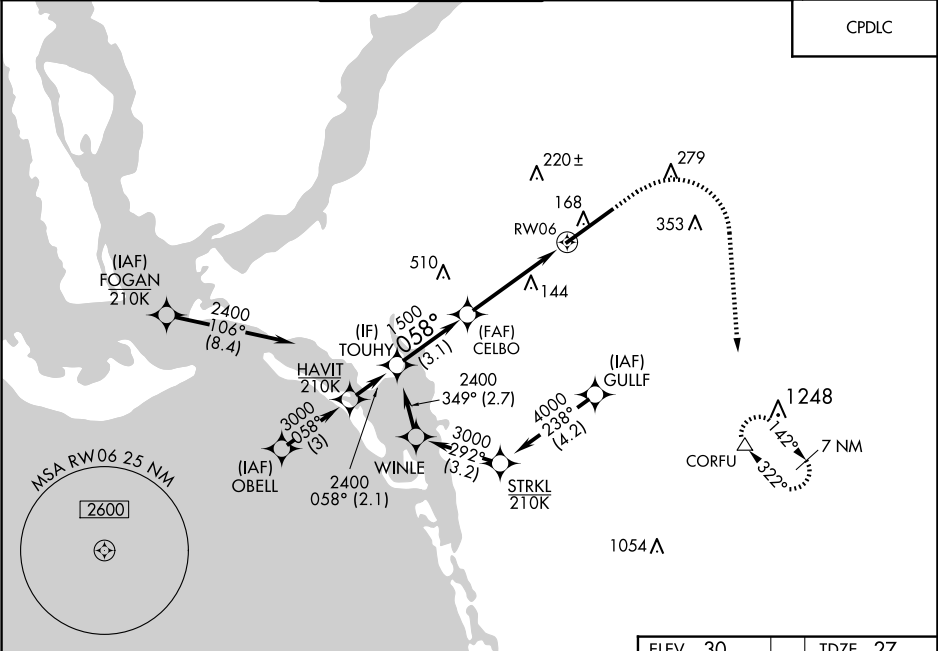 CPDLC
220 ±
279
168
RW06
353
510
144
(IAF)
FOGAN
210K
2400
106°
(8.4)
(IF)
TOUHY
1500
058°
(3.1)
(FAF)
CELBO
HAVIT
210K
2400
349° (2.7)
(IAF)
GULLF
4000
238°
(4.2)
3000
058°
(3)
(IAF)
OBELL
3000
292°
(3.2)
WINLE
STRKL
210K
2400
058° (2.1)
1248
142°
7 NM
CORFU
322°
MSA RW06 25 NM
2600
1054
ELEV 30
TDZE 27